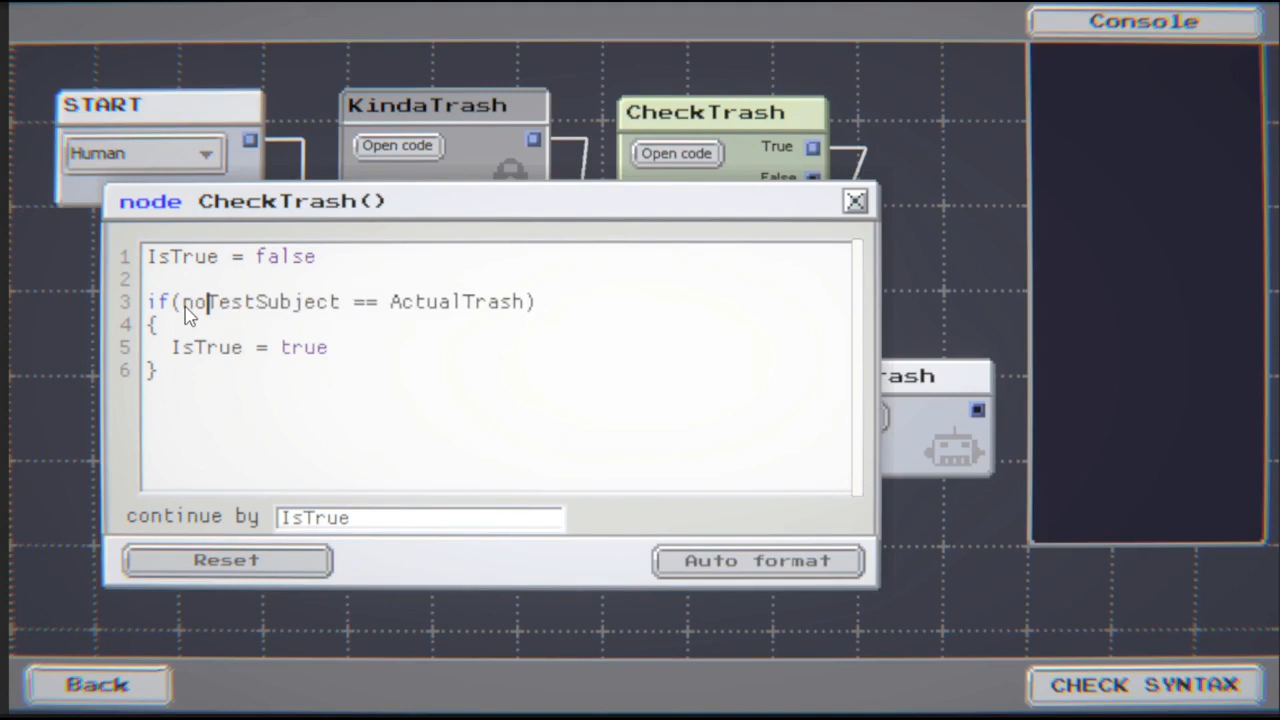 Console
START
Human
KindaTrash
Open code
CheckTrash
Open code
True
False
node CheckTrash()
1 IsTrue = false
2
3 if(noTestSubject == ActualTrash)
4 {
5 IsTrue = true
6 }
rash
continue by IsTrue
Reset
Auto format
Back
CHECK SYNTAX